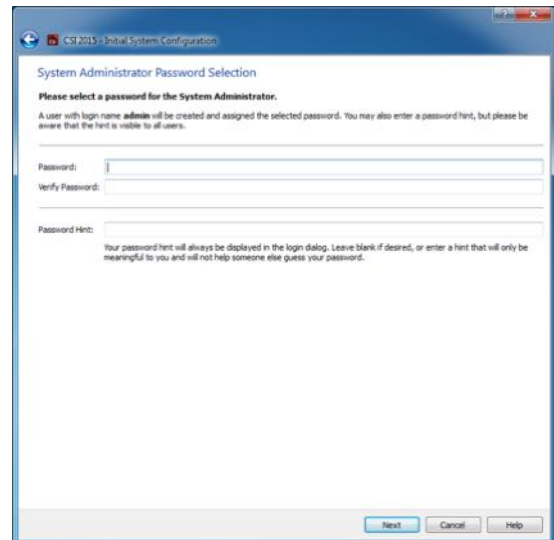 CSI 2015 - Initial System Configuration
System Administrator Password Selection
Please select a password for the System Administrator.
A user with login name admin will be created and assigned the selected password. You may also enter a password hint, but please be
aware that the hint is visible to all users.
Password:
Verify Password:
Password Hint:
Your password hint will always be displayed in the login dialog. Leave blank if desired, or enter a hint that will only be
meaningful to you and will not help someone else guess your password.
Next Cancel Help